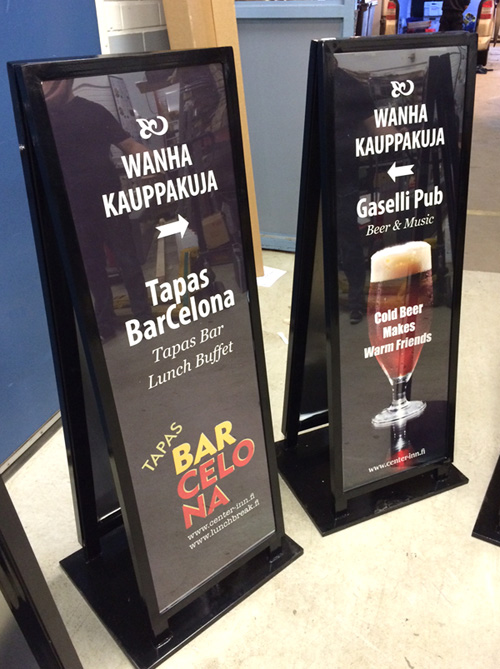 WANHA
KAUPPAKUJA
Tapas
BarCelona
Tapas Bar
Lunch Buffet
TAPAS
BAR
CELO
NA
www.center-inn.fi
www.lunchbreak.fi
WANHA
KAUPPAKUJA
Gaselli Pub
Beer & Music
Cold Beer
Makes
Warm Friends
www.center-inn.fi